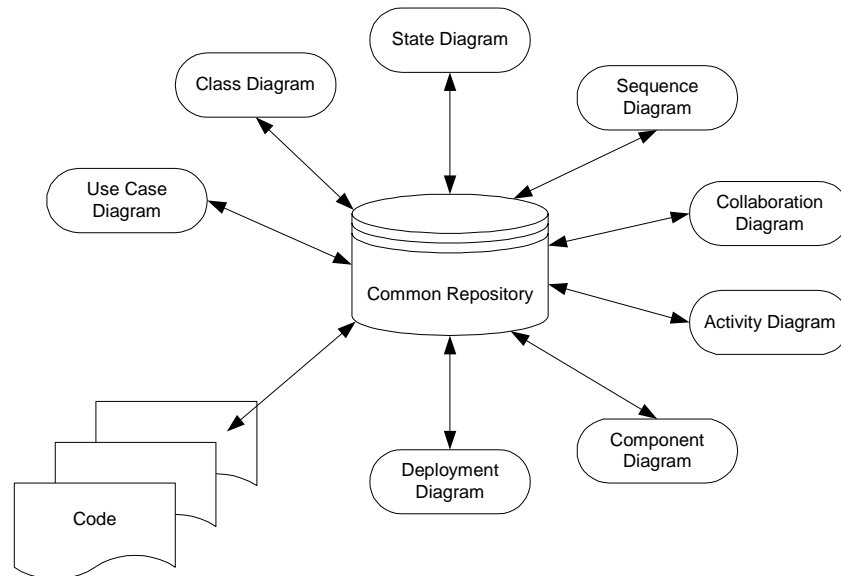 State Diagram
Class Diagram
Sequence
Diagram
Use Case
Diagram
Collaboration
Diagram
Common Repository
Activity Diagram
Component
Diagram
Deployment
Diagram
Code